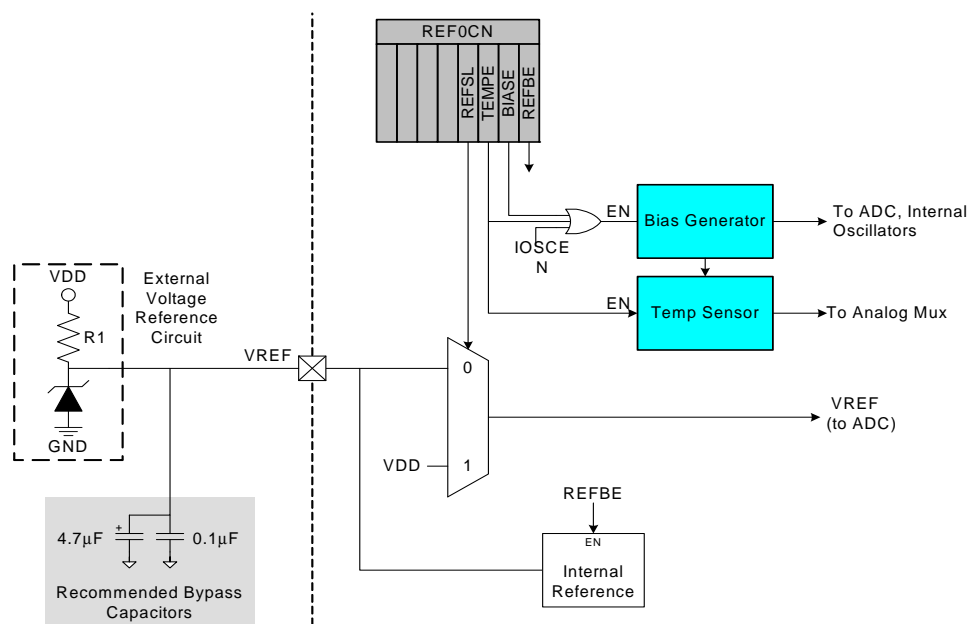 REF0CN
REFSL
TEMPE
BIASE
REFBE
EN
Bias Generator
To ADC, Internal
Oscillators
IOSCE
N
EN
Temp Sensor
To Analog Mux
VDD
R1
GND
External
Voltage
Reference
Circuit
VREF
0
VREF
(to ADC)
VDD
1
REFBE
EN
Internal
Reference
4.7μF
+
0.1μF
Recommended Bypass
Capacitors